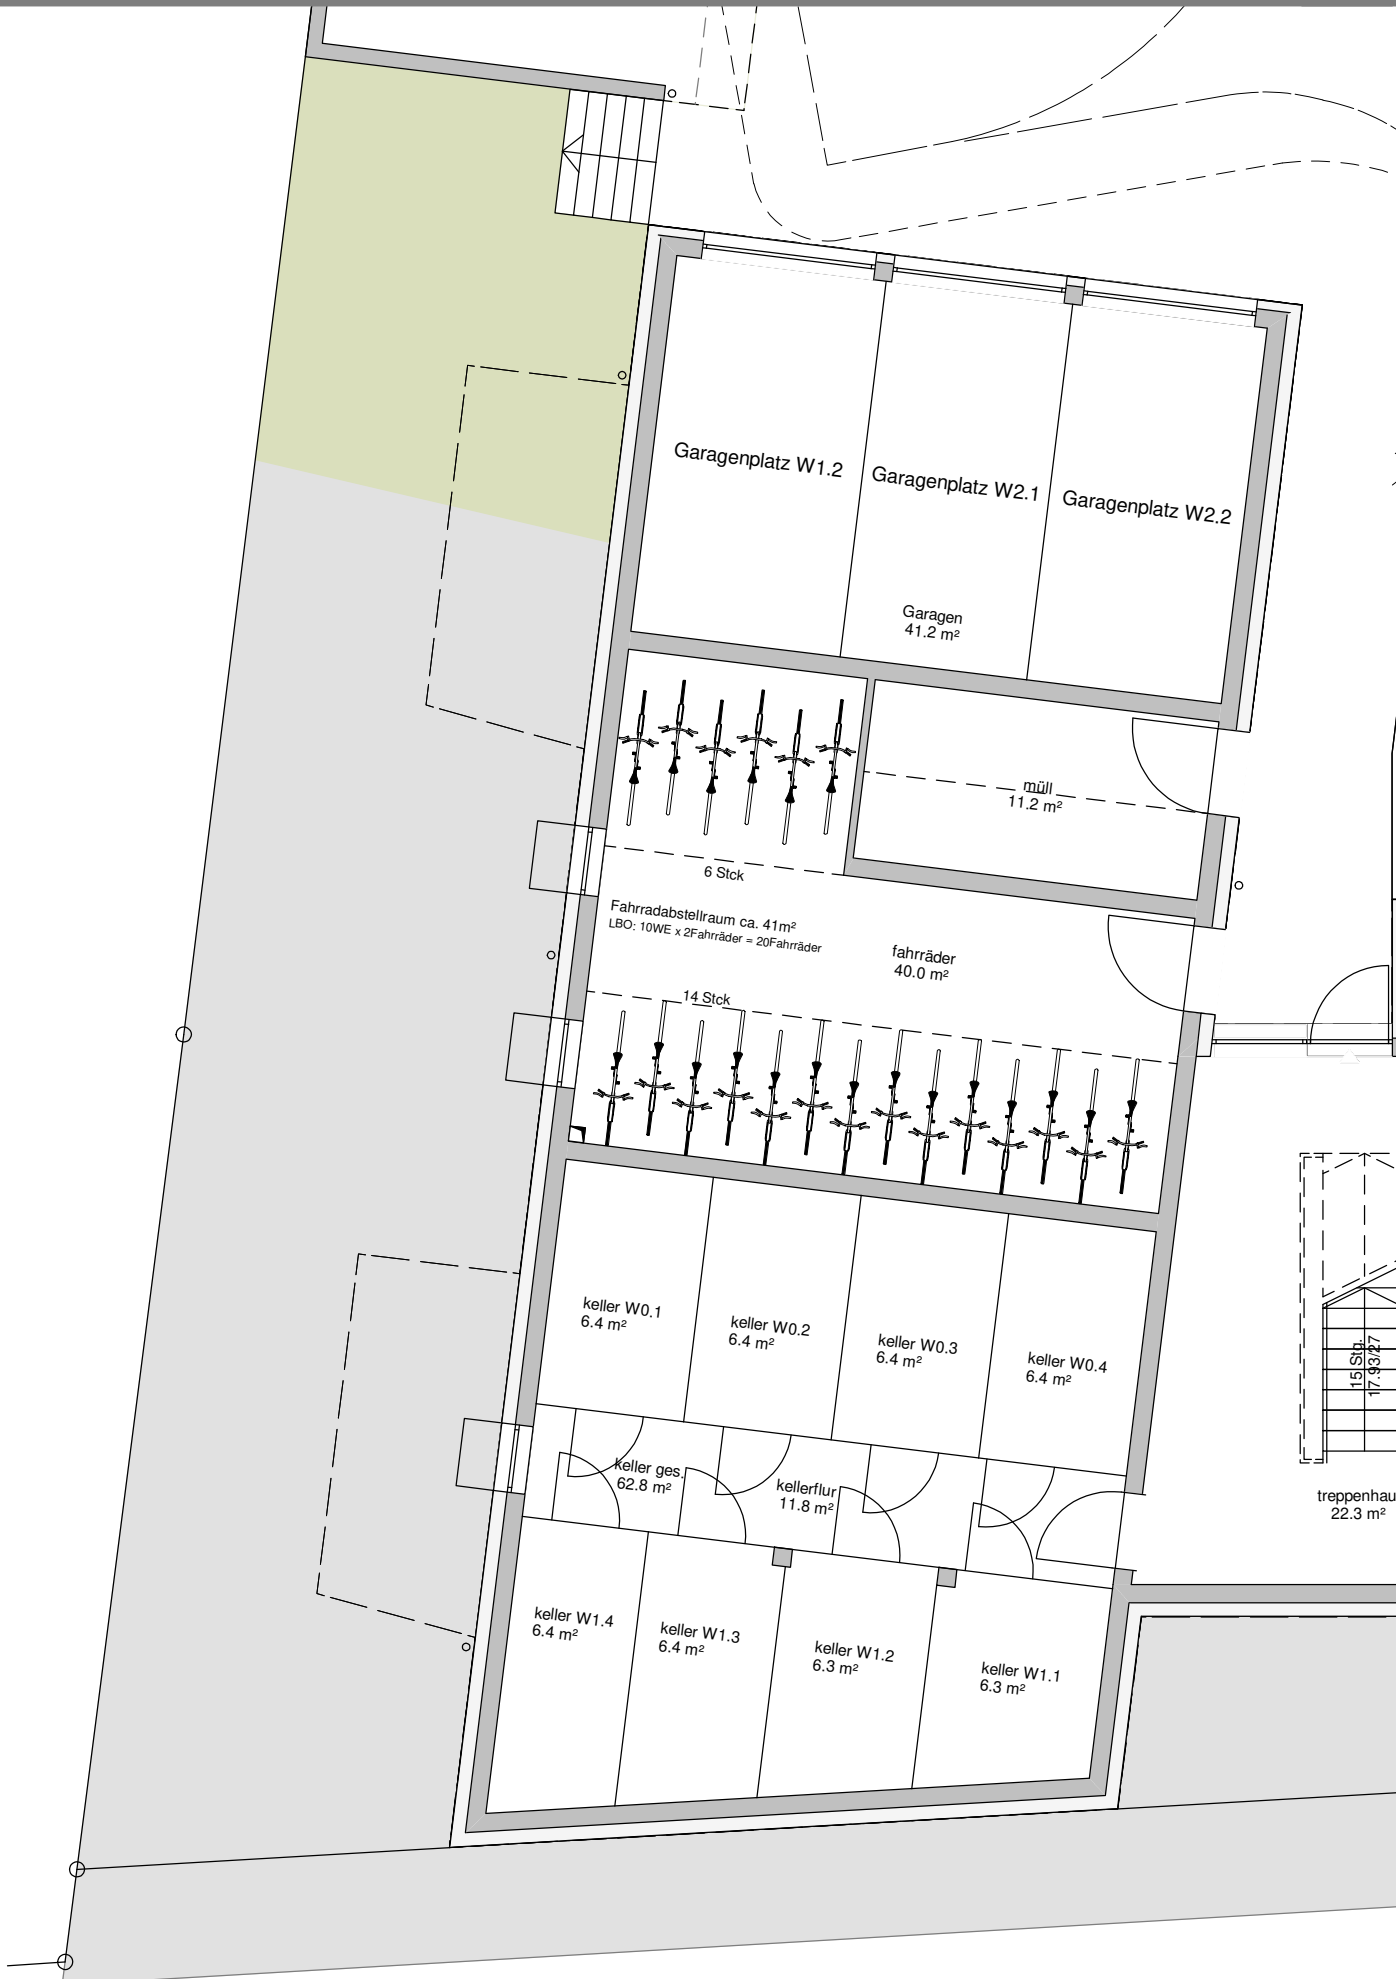 Garagenplatz W1.2
Garagenplatz W2.1
Garagenplatz W2.2
Garagen
41.2 m²
müll
11.2 m²
6 Stck
Fahrradabstellraum ca. 41m²
LBO: 10WE x 2Fahrräder = 20Fahrräder
fahrräder
40.0 m²
14 Stck
keller W0.1
6.4 m²
keller W0.2
6.4 m²
keller W0.3
6.4 m²
keller W0.4
6.4 m²
15 Stg.
17.93/27
keller ges.
62.8 m²
kellerflur
11.8 m²
treppenhau
22.3 m²
keller W1.4
6.4 m²
keller W1.3
6.4 m²
keller W1.2
6.3 m²
keller W1.1
6.3 m²